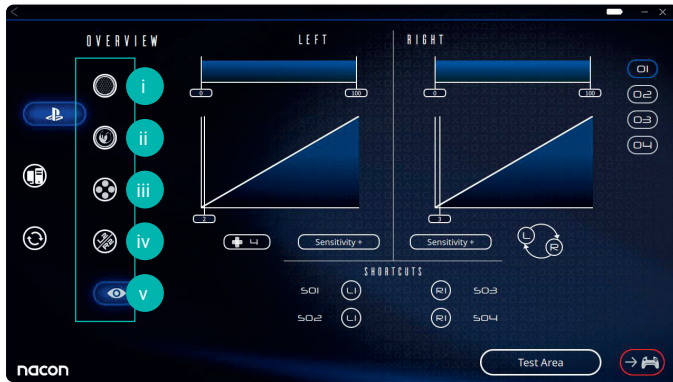 OVERVIEW
LEFT
RIGHT
i
ii
iii
iv
v
0
100
0
100
2
3
4
Sensitivity +
Sensitivity +
L
R
01
02
03
04
SHORTCUTS
S01
L1
R1
S03
S02
L1
R1
S04
nacon
Test Area